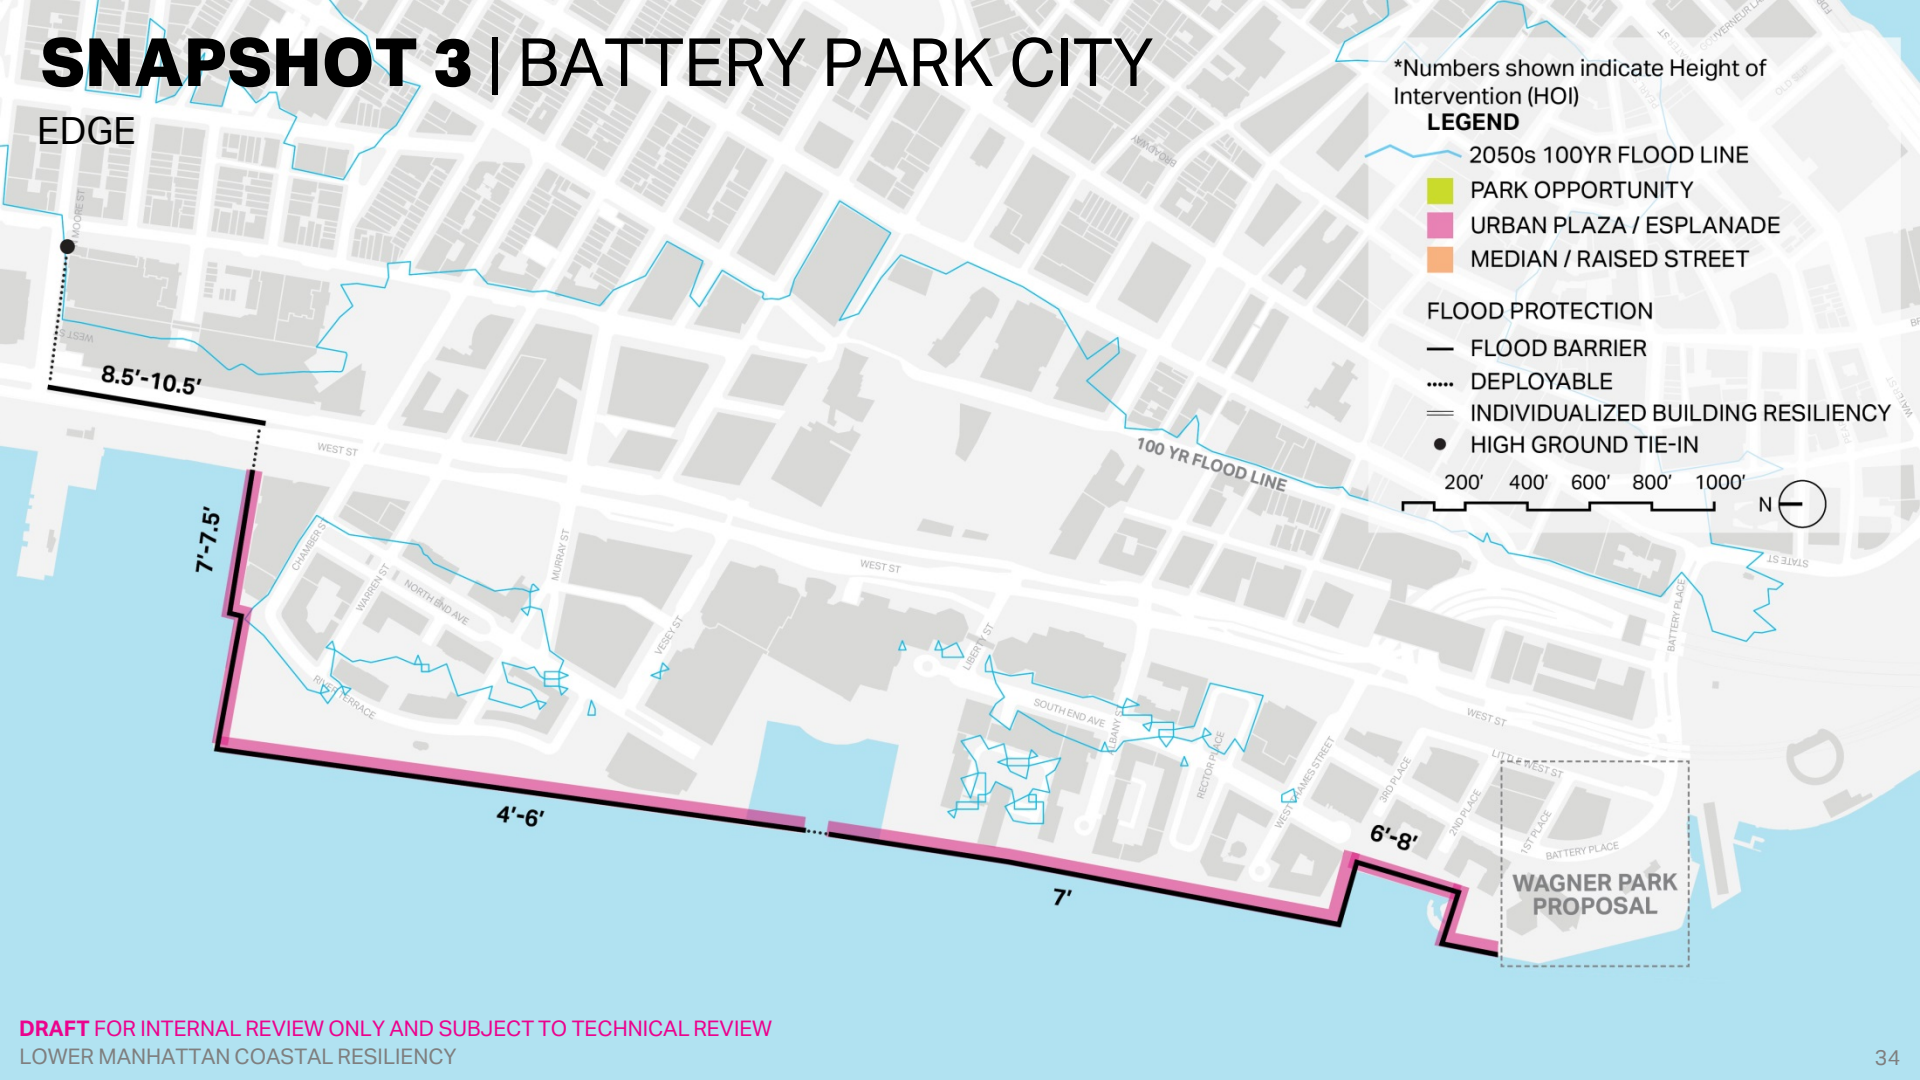 SNAPSHOT 3 | BATTERY PARK CITY
EDGE
*Numbers shown indicate Height of
Intervention (HOI)
LEGEND
2050s 100YR FLOOD LINE
PARK OPPORTUNITY
URBAN PLAZA / ESPLANADE
MEDIAN / RAISED STREET
FLOOD PROTECTION
FLOOD BARRIER
DEPLOYABLE
INDIVIDUALIZED BUILDING RESILIENCY
HIGH GROUND TIE-IN
200' 400' 600' 800' 1000'
N
BROADWAY
MOORE ST
WEST S
8.5'-10.5'
WEST ST
100 YR FLOOD LINE
7'-7.5'
CHAMBER S
WARREN ST
NORTH END AVE
MURRAY ST
VESEY ST
WEST ST
LIBERTY ST
RIVER TERRACE
SOUTH END AVE
LBANY S
RECTOR PLACE
WEST THAMES STREET
3RD PLACE
2ND PLACE
1ST PLACE
WEST ST
LITTLE WEST ST
BATTERY PLACE
BATTERY PLACE
STATE ST
WATER ST
4'-6'
7'
6'-8'
WAGNER PARK
PROPOSAL
DRAFT FOR INTERNAL REVIEW ONLY AND SUBJECT TO TECHNICAL REVIEW
LOWER MANHATTAN COASTAL RESILIENCY
34